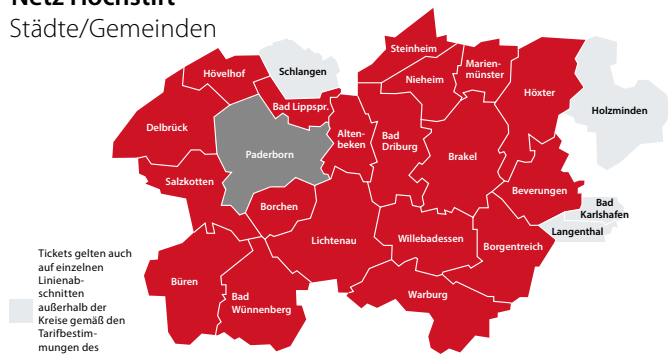 Netz Hochstift
Städte/Gemeinden
Steinheim
Schlangen
Marien-
münster
Hövelhof
Nieheim
Höxter
Bad Lippspr.
Holzminden
Delbrück
Alten-
beken
Bad
Driburg
Paderborn
Brakel
Salzkotten
Beverungen
Borchen
Bad
Karlshafen
Langenthal
Lichtenau
Willebadessen
Borgentreich
Tickets gelten auch
auf einzelnen
Linienab-
schnitten
außerhalb der
Kreise gemäß den
Tarifbestim-
mungen des
Büren
Bad
Wünnenberg
Warburg